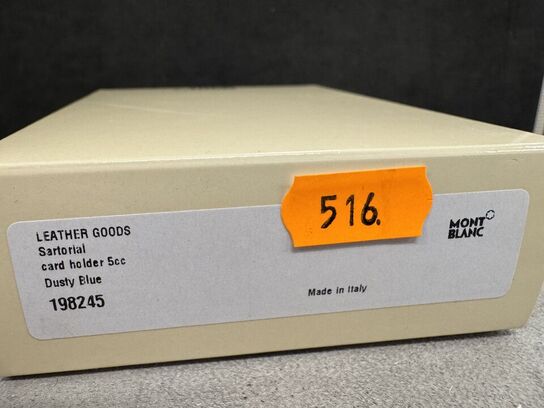 516.
LEATHER GOODS
Sartorial
card holder 5cc
Dusty Blue
198245
Made in Italy
MONT
BLANC